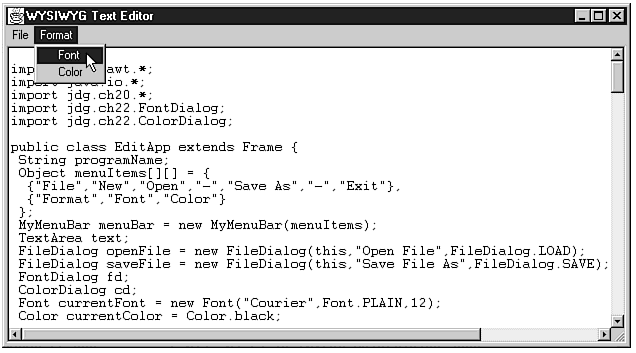 WYSIWYG Text Editor
File Format
Font
Color
awt.*;
import java.io.*;
import jdg.ch20.*;
import jdg.ch22.FontDialog;
import jdg.ch22.ColorDialog;
public class EditApp extends Frame {
String programName;
Object menuItems[][] = {
{"File","New","Open","-","Save As","-","Exit"},
{"Format","Font","Color"}
};
MyMenuBar menuBar = new MyMenuBar(menuItems);
TextArea text;
FileDialog openFile = new FileDialog(this,"Open File",FileDialog.LOAD);
FileDialog saveFile = new FileDialog(this,"Save File As",FileDialog.SAVE);
FontDialog fd;
ColorDialog cd;
Font currentFont = new Font("Courier",Font.PLAIN,12);
Color currentColor = Color.black;